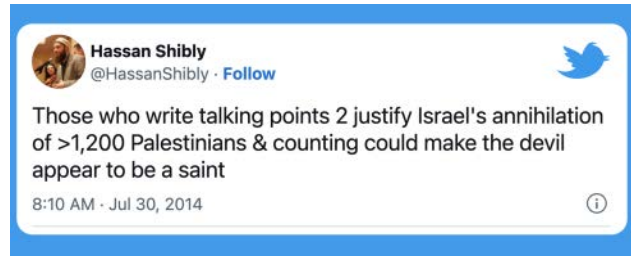 Hassan Shibly
@HassanShibly · Follow
Those who write talking points 2 justify Israel's annihilation
of >1,200 Palestinians & counting could make the devil
appear to be a saint
8:10 AM · Jul 30, 2014